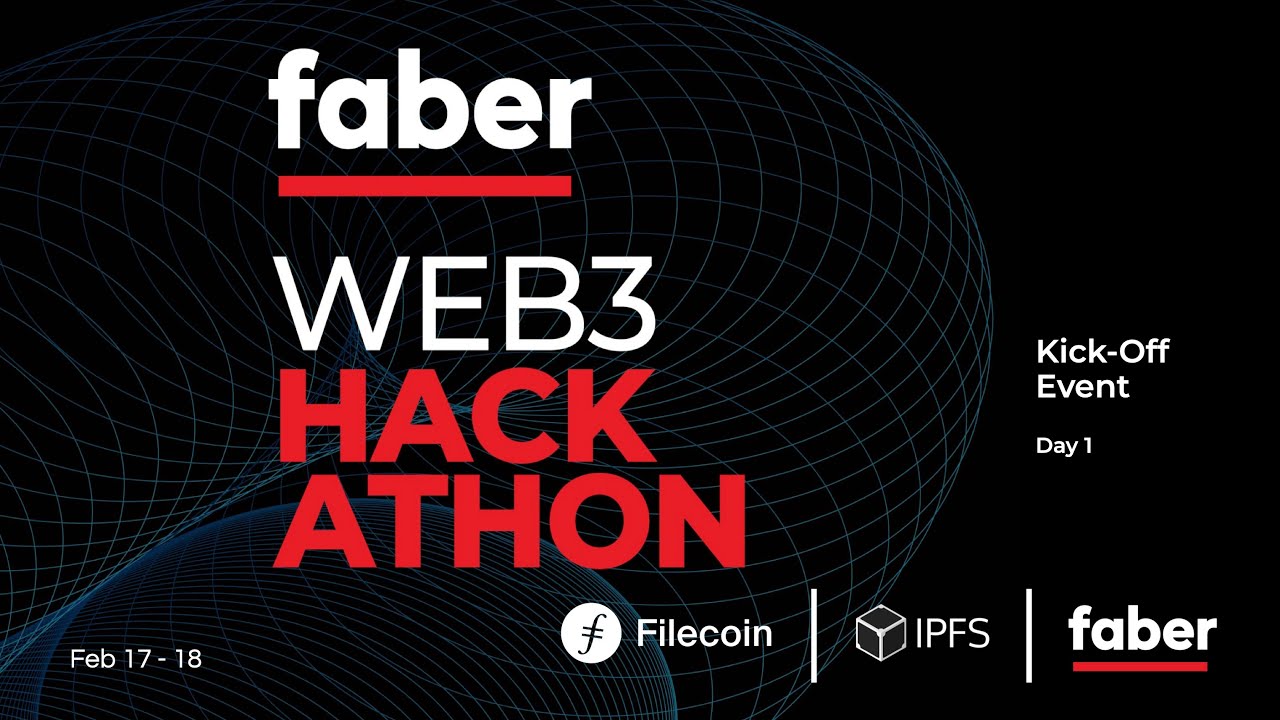 faber
WEB3
HACK
ATHON
Kick-Off
Event
Day 1
Feb 17 - 18
Filecoin
IPFS
faber